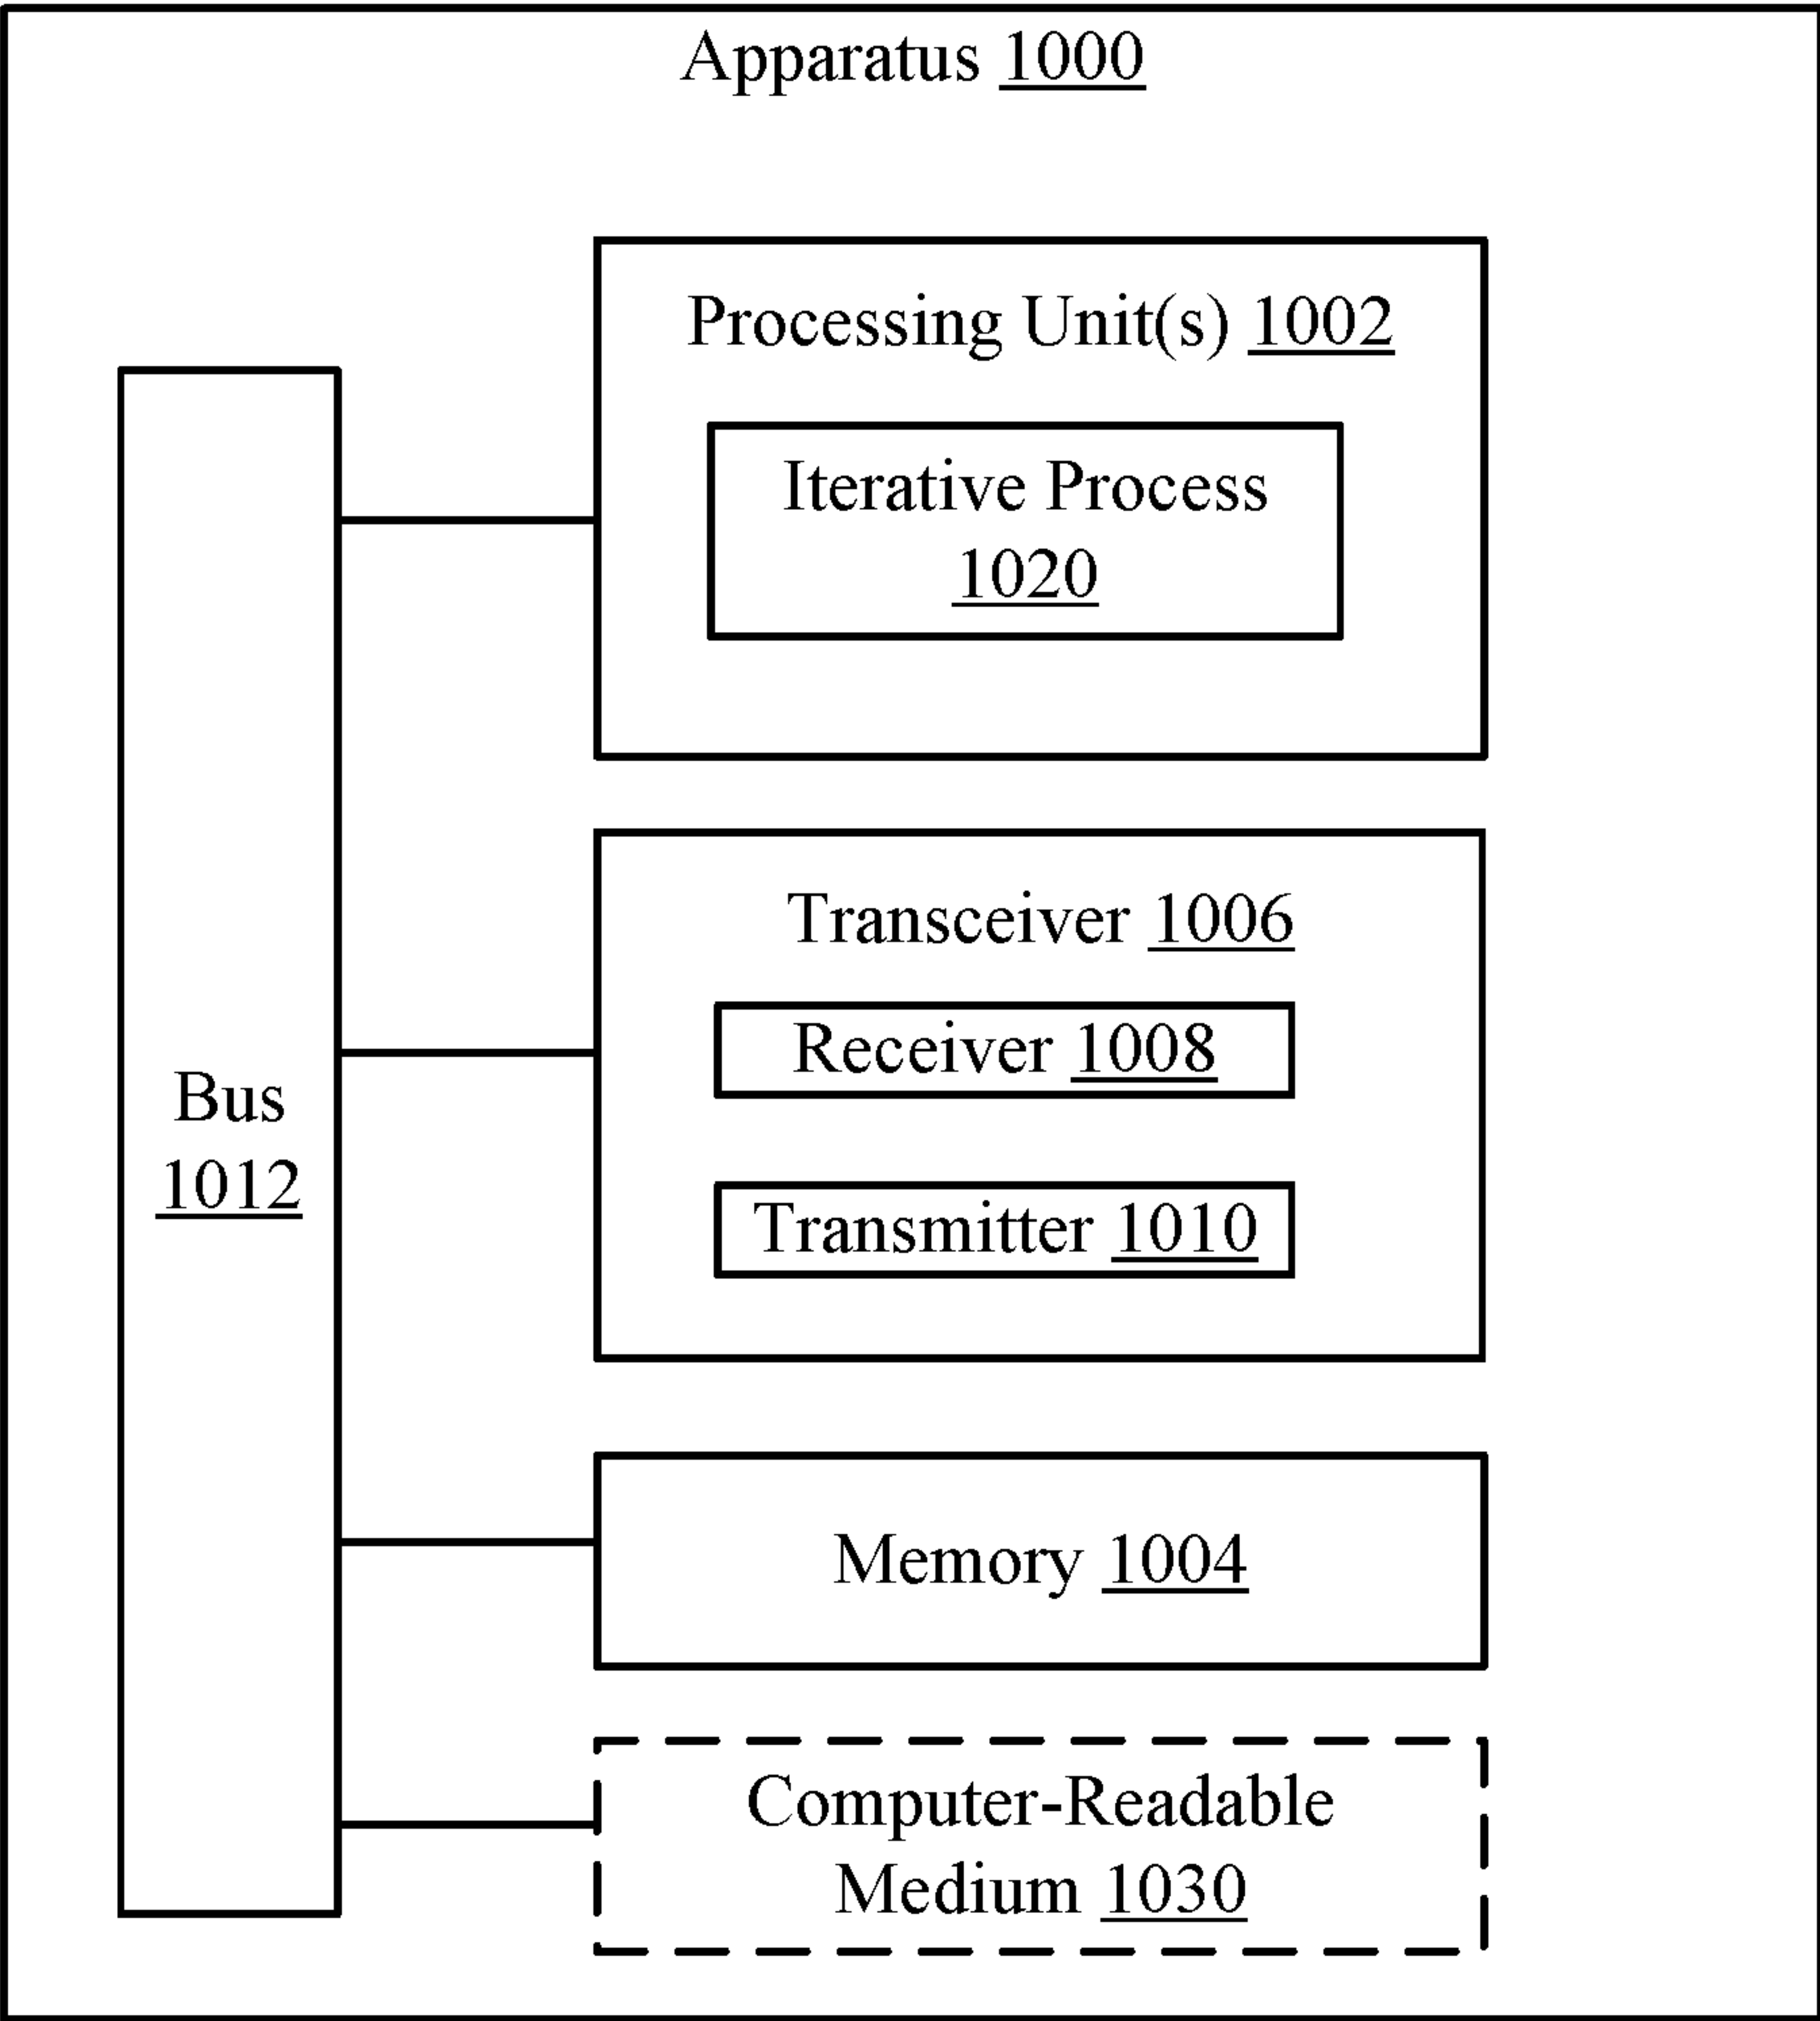 Apparatus 1000
Processing Unit(s) 1002
Iterative Process
1020
Transceiver 1006
Receiver 1008
Transmitter 1010
Bus
1012
Memory 1004
Computer-Readable
Medium 1030